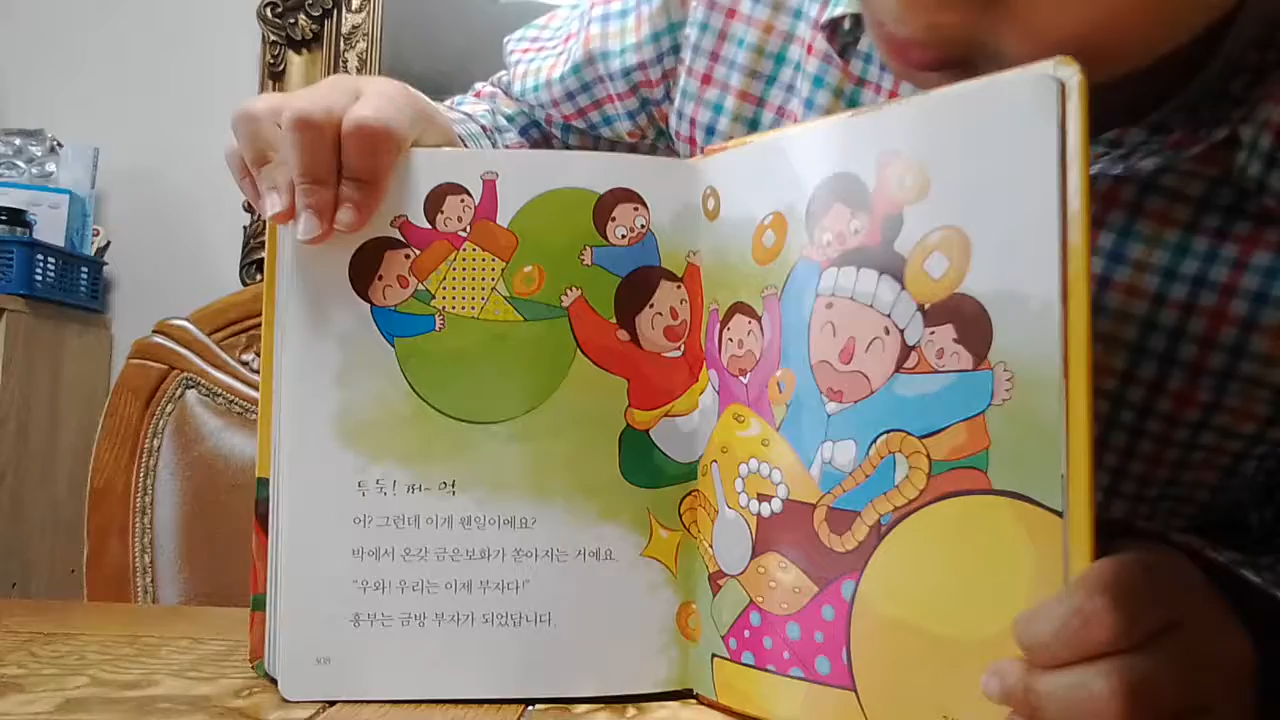 투둑! 쩌~ 억
어? 그런데 이게 웬일이에요?
박에서 온갖 금은보화가 쏟아지는 거예요.
"우와! 우리는 이제 부자다!"
흥부는 금방 부자가 되었답니다.
308